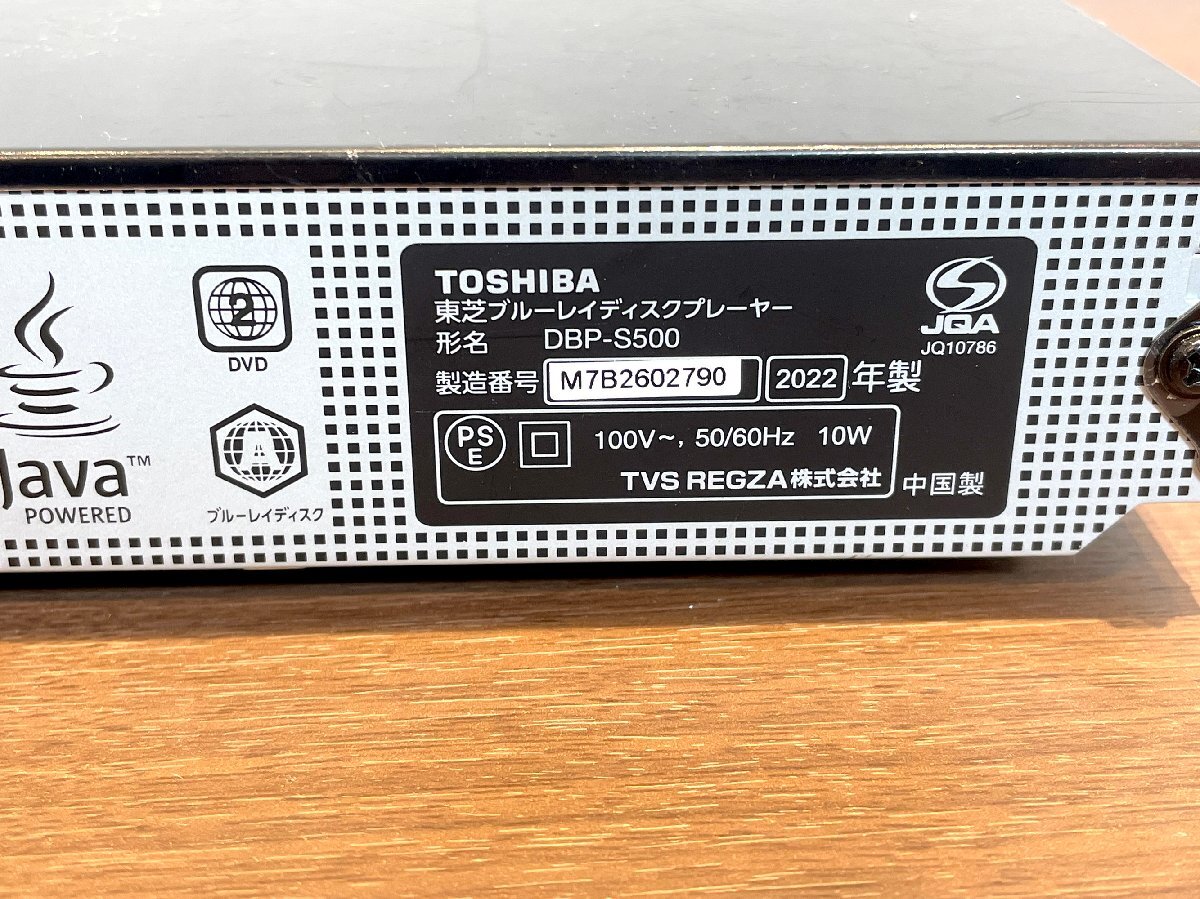 Java™
POWERED
2
DVD
A
ブルーレイディスク
TOSHIBA
東芝ブルーレイディスクプレーヤー
形名 DBP-S500
製造番号 M7B2602790 2022 年製
PS
E
100V～, 50/60Hz 10W
TVS REGZA株式会社
中国製
JQA
JQ10786